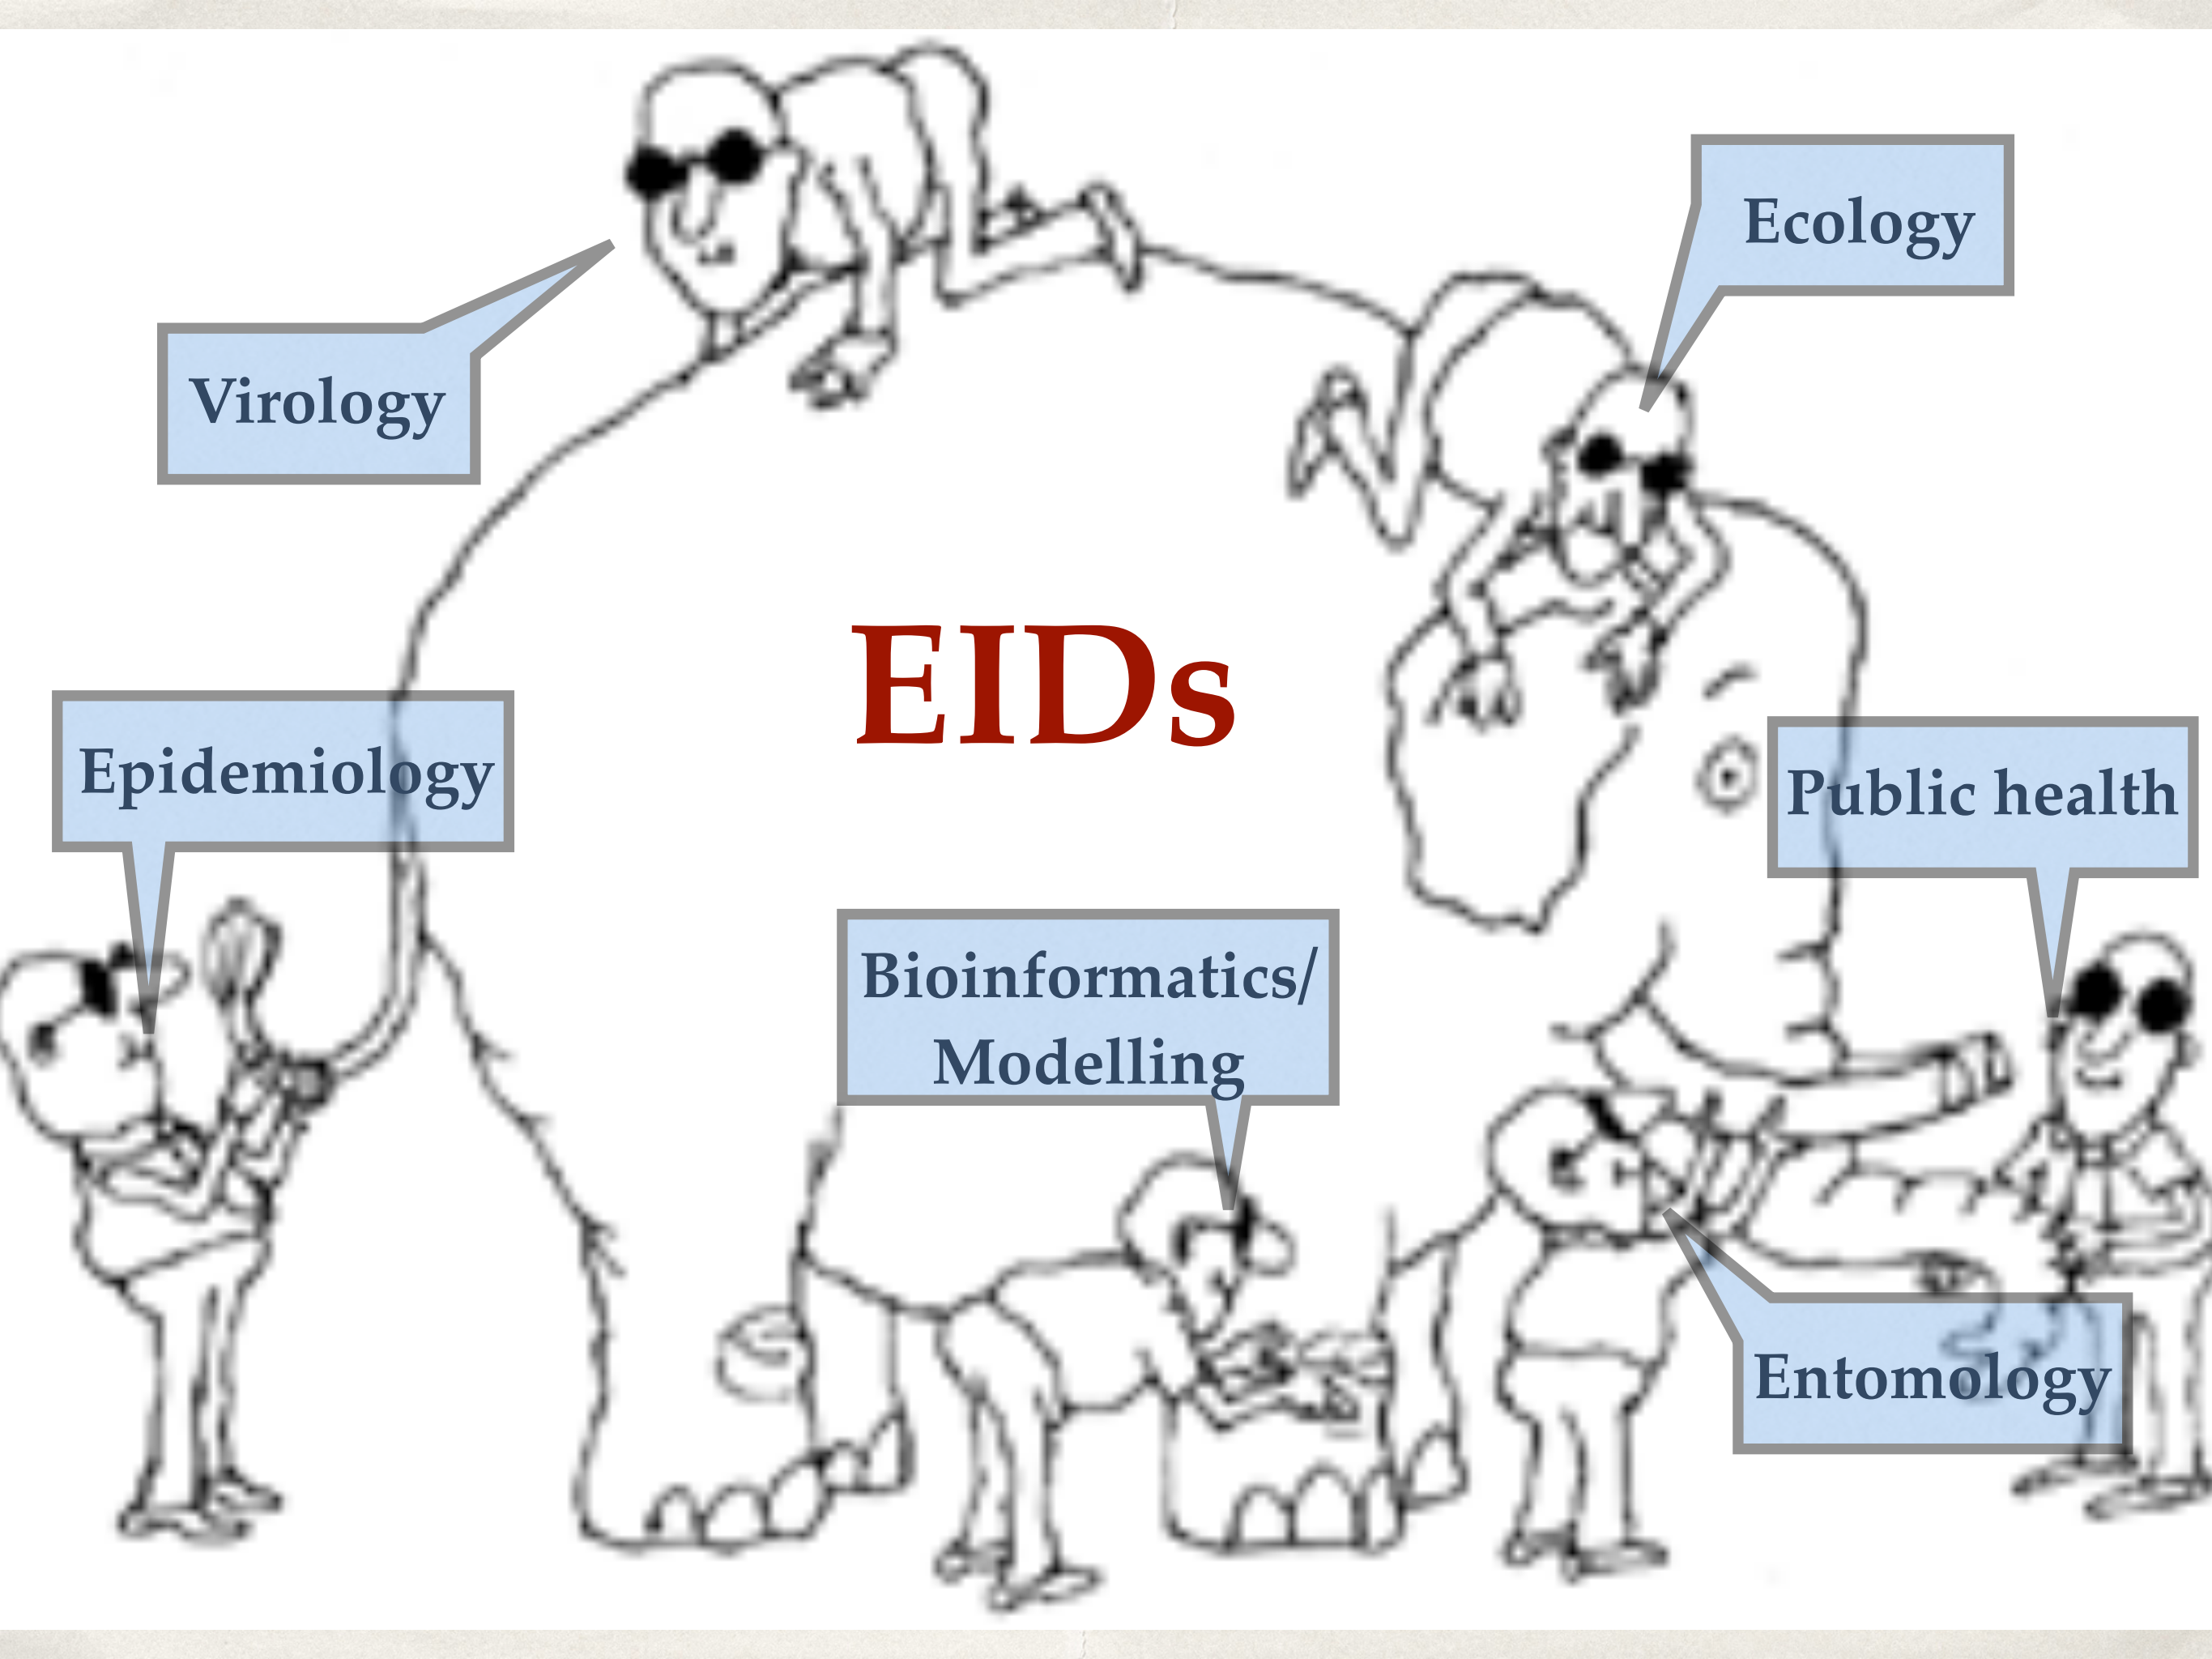 Ecology
Virology
EIDs
Epidemiology
Public health
Bioinformatics/
Modelling
Entomology